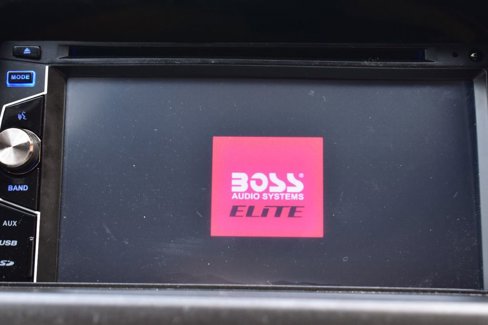 MODE
BAND
AUX
USB
SD
BOSS®
AUDIO SYSTEMS
ELITE